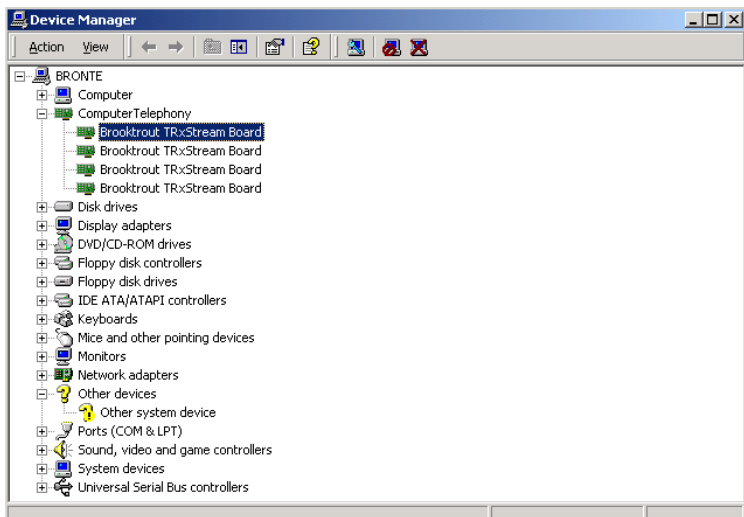 Device Manager
Action View
BRONTE
Computer
ComputerTelephony
Brooktrout TRxStream Board
Brooktrout TRxStream Board
Brooktrout TRxStream Board
Brooktrout TRxStream Board
Disk drives
Display adapters
DVD/CD-ROM drives
Floppy disk controllers
Floppy disk drives
IDE ATA/ATAPI controllers
Keyboards
Mice and other pointing devices
Monitors
Network adapters
Other devices
Other system device
Ports (COM & LPT)
Sound, video and game controllers
System devices
Universal Serial Bus controllers